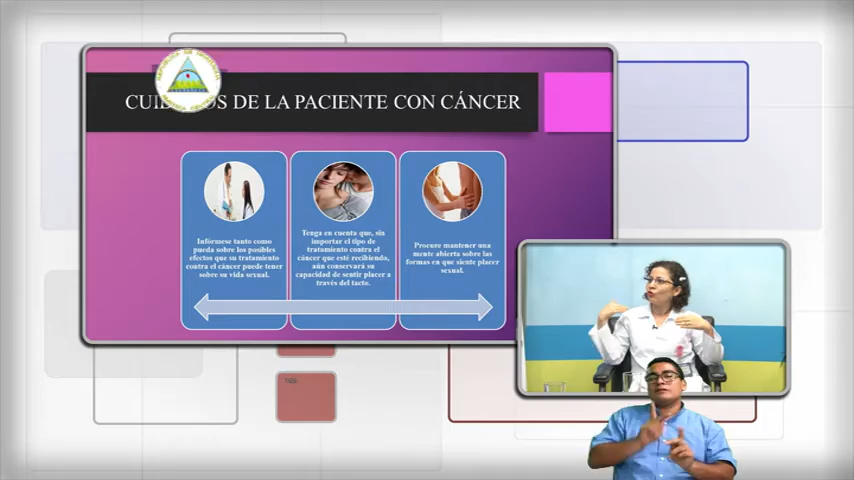 CUIDADOS DE LA PACIENTE CON CÁNCER
Infórmese tanto como
pueda sobre los posibles
efectos que su tratamiento
contra el cáncer puede tener
sobre su vida sexual.
Tenga en cuenta que, sin
importar el tipo de
tratamiento contra el
cáncer que esté recibiendo,
aún conservará su
capacidad de sentir placer a
través del tacto.
Procure mantener una
mente abierta sobre las
formas en que siente placer
sexual.